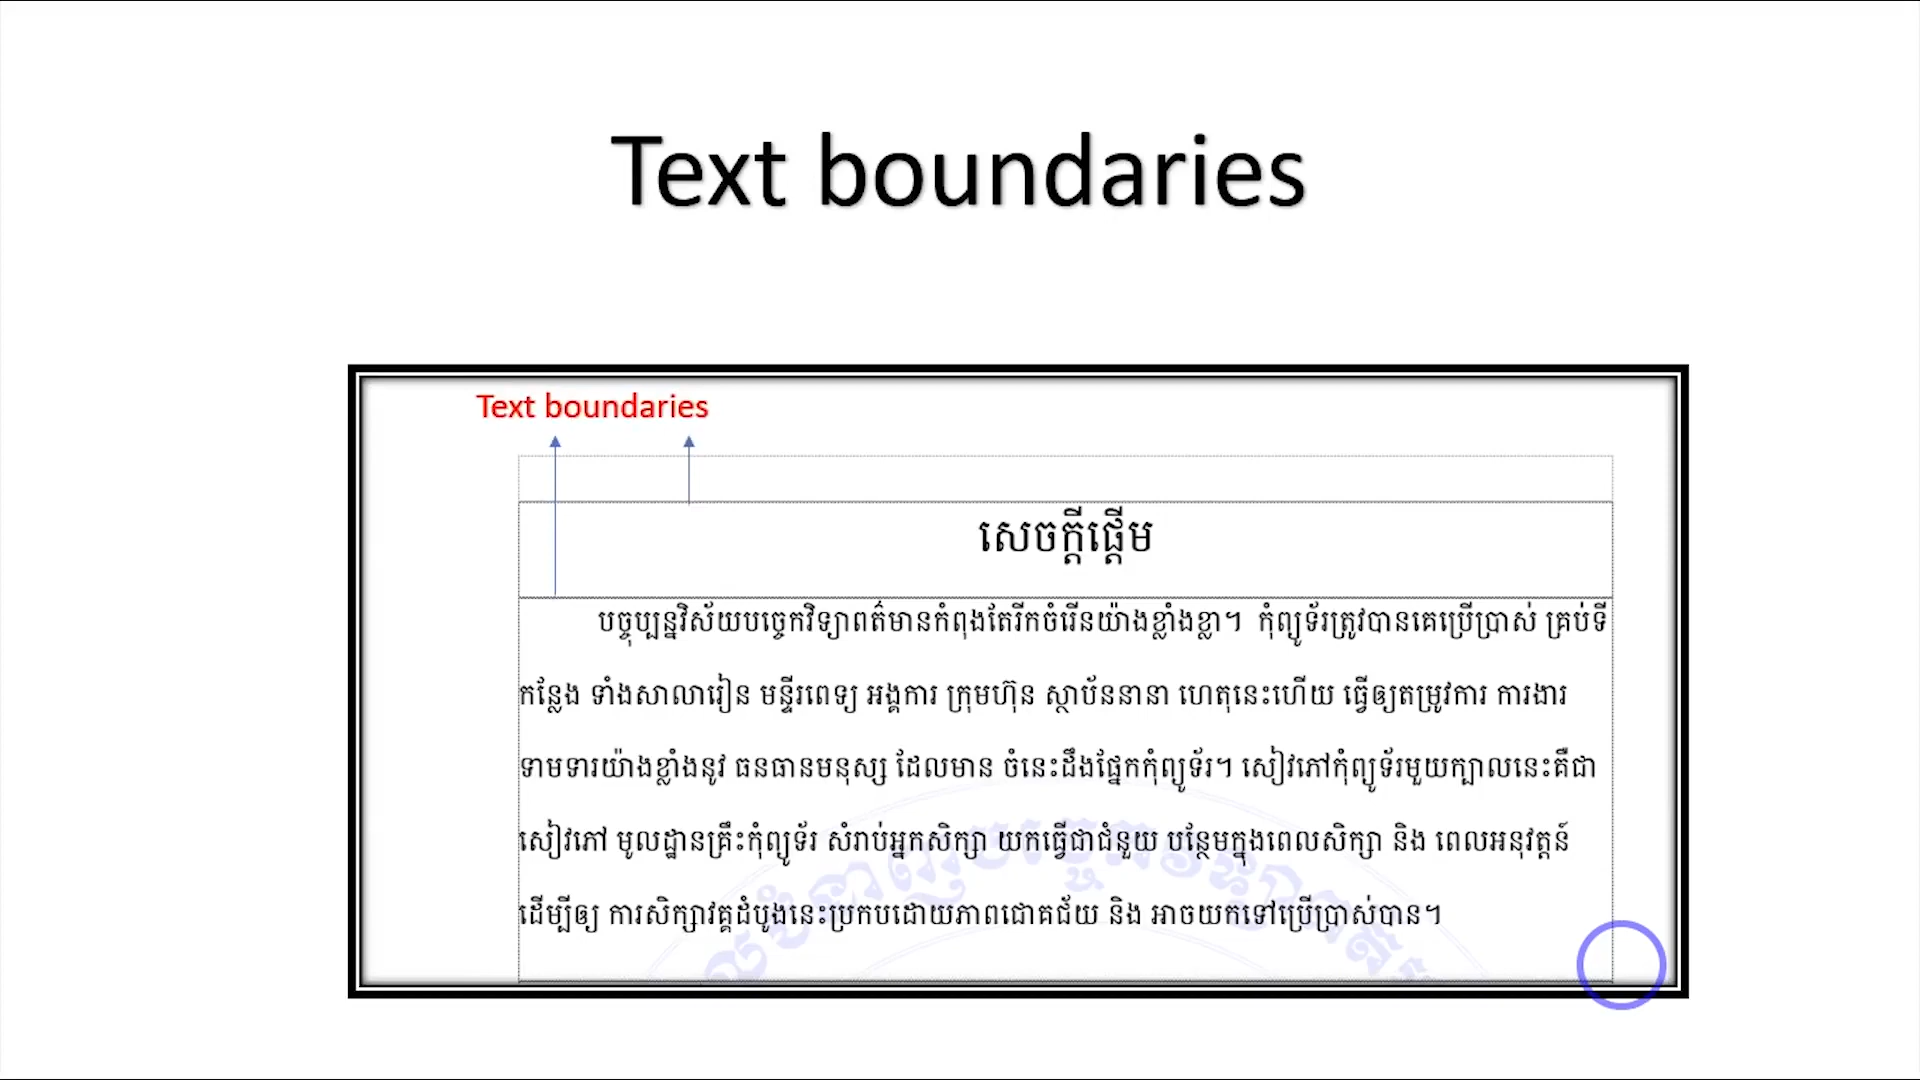 Text boundaries
Text boundaries
សេចក្តីផ្តើម
បច្ចុប្បន្នវិស័យបច្ចេកវិទ្យាពត៌មានកំពុងតែរីកចំរើនយ៉ាងខ្លាំងខ្លា។ កុំព្យូទ័រត្រូវបានគេប្រើប្រាស់ គ្រប់ទី
កន្លែង ទាំងសាលារៀន មន្ទីរពេទ្យ អង្គការ ក្រុមហ៊ុន ស្ថាប័ននានា ហេតុនេះហើយ ធ្វើឲ្យតម្រូវការ ការងារ
ទាមទារយ៉ាងខ្លាំងនូវ ធនធានមនុស្ស ដែលមាន ចំនេះដឹងផ្នែកកុំព្យូទ័រ។ សៀវភៅកុំព្យូទ័រមួយក្បាលនេះគឺជា
សៀវភៅ មូលដ្ឋានគ្រឹះកុំព្យូទ័រ សំរាប់អ្នកសិក្សា យកធ្វើជាជំនួយ បន្ថែមក្នុងពេលសិក្សា និង ពេលអនុវត្តន៍
ដើម្បីឲ្យ ការសិក្សាវគ្គដំបូងនេះប្រកបដោយភាពជោគជ័យ និង អាចយកទៅប្រើប្រាស់បាន។